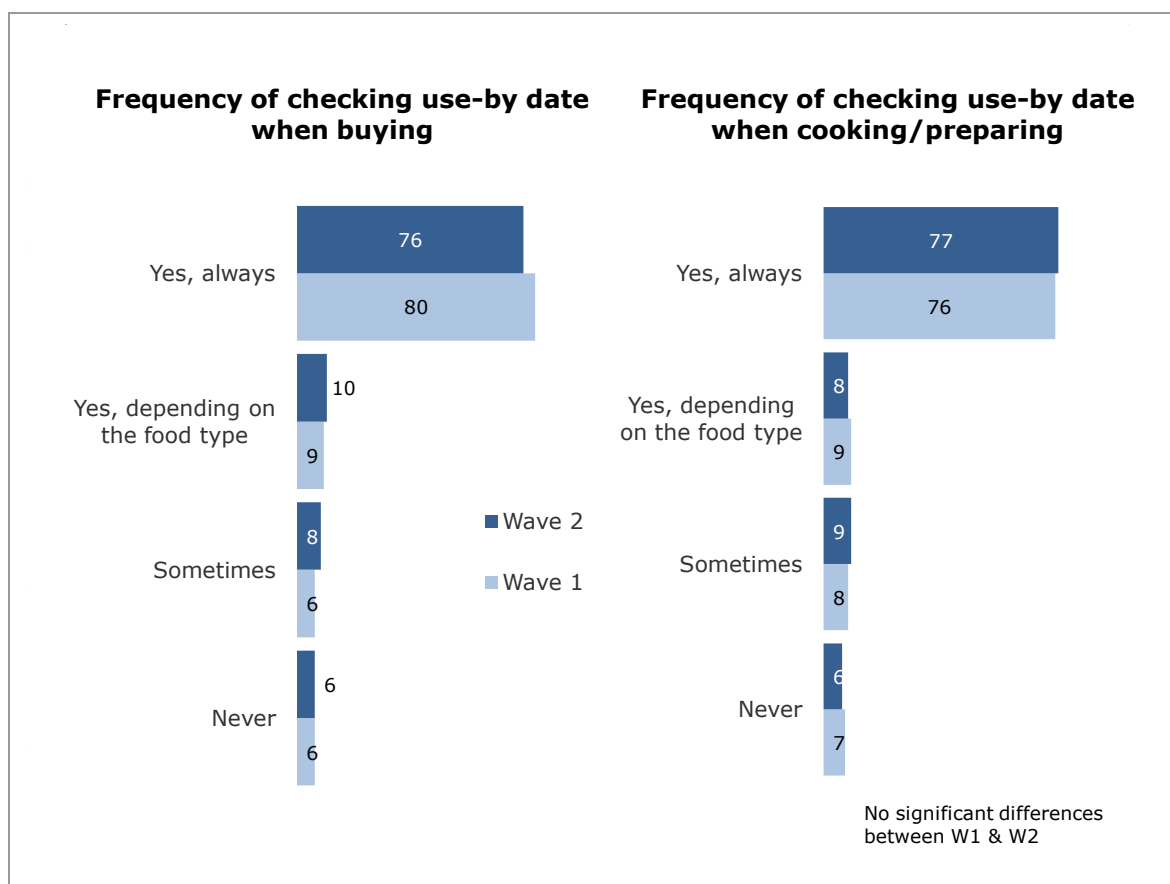 Frequency of checking use-by date
when buying
Yes, always
76
80
Yes, depending on
the food type
10
9
Sometimes
8
6
Never
6
6
Wave 2
Wave 1
Frequency of checking use-by date
when cooking/preparing
Yes, always
77
76
Yes, depending
on the food type
8
9
Sometimes
9
8
Never
6
7
No significant differences
between W1 & W2